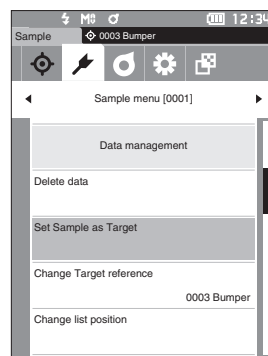 M 12:34
Sample 0003 Bumper
Sample menu [0001]
Data management
Delete data
Set Sample as Target
Change Target reference
0003 Bumper
Change list position